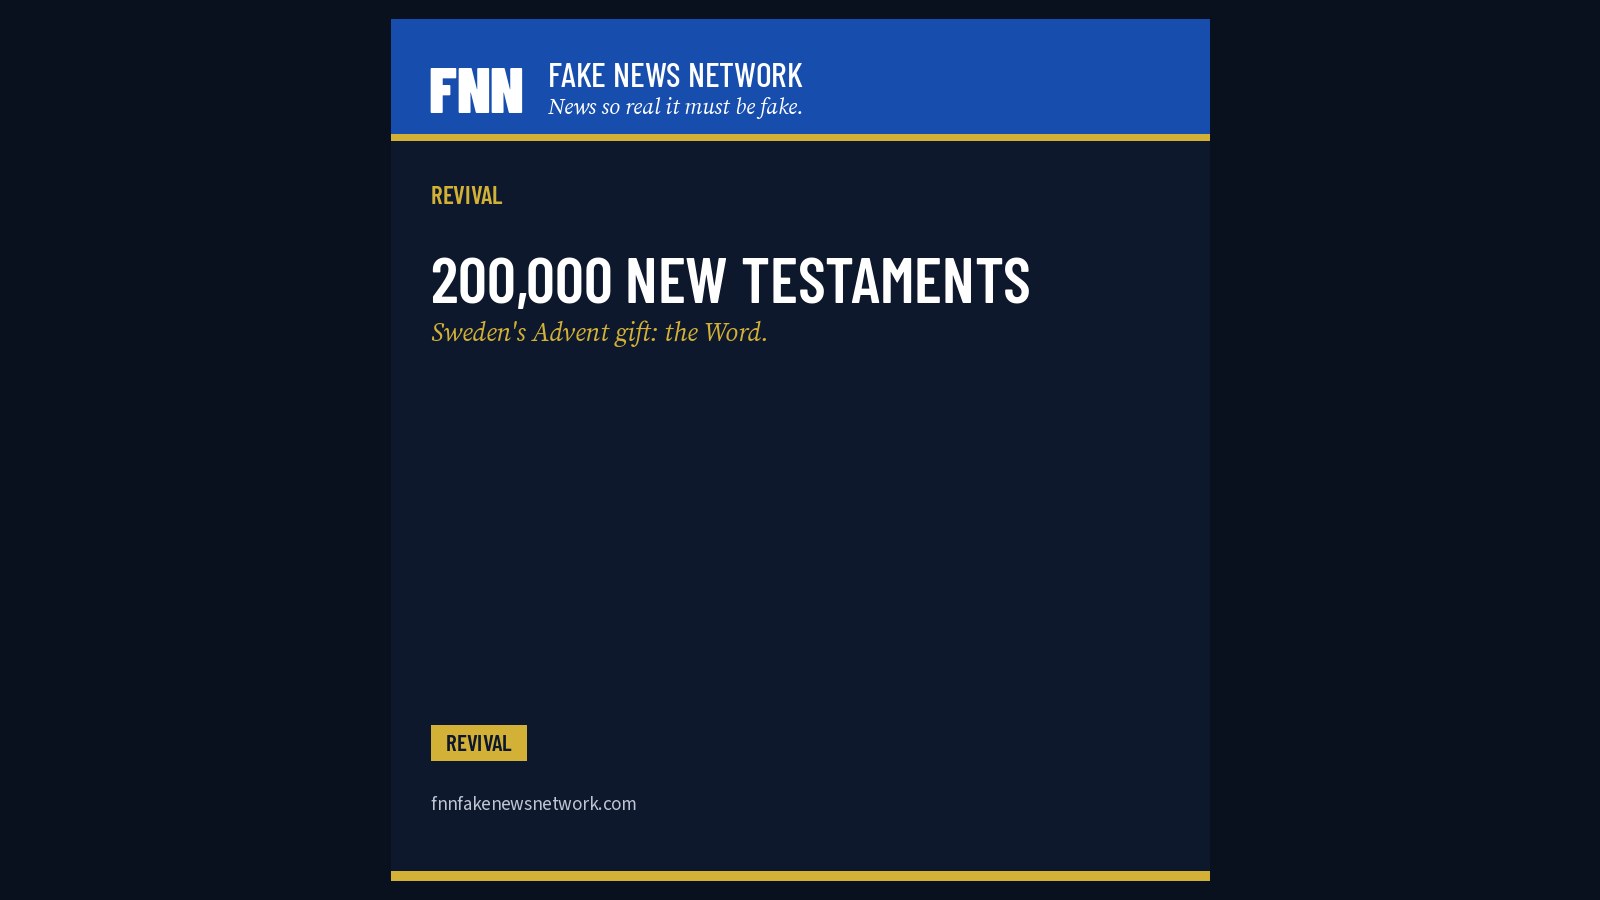 FNN
FAKE NEWS NETWORK
News so real it must be fake.
REVIVAL
200,000 NEW TESTAMENTS
Sweden's Advent gift: the Word.
REVIVAL
fnnfakenewsnetwork.com